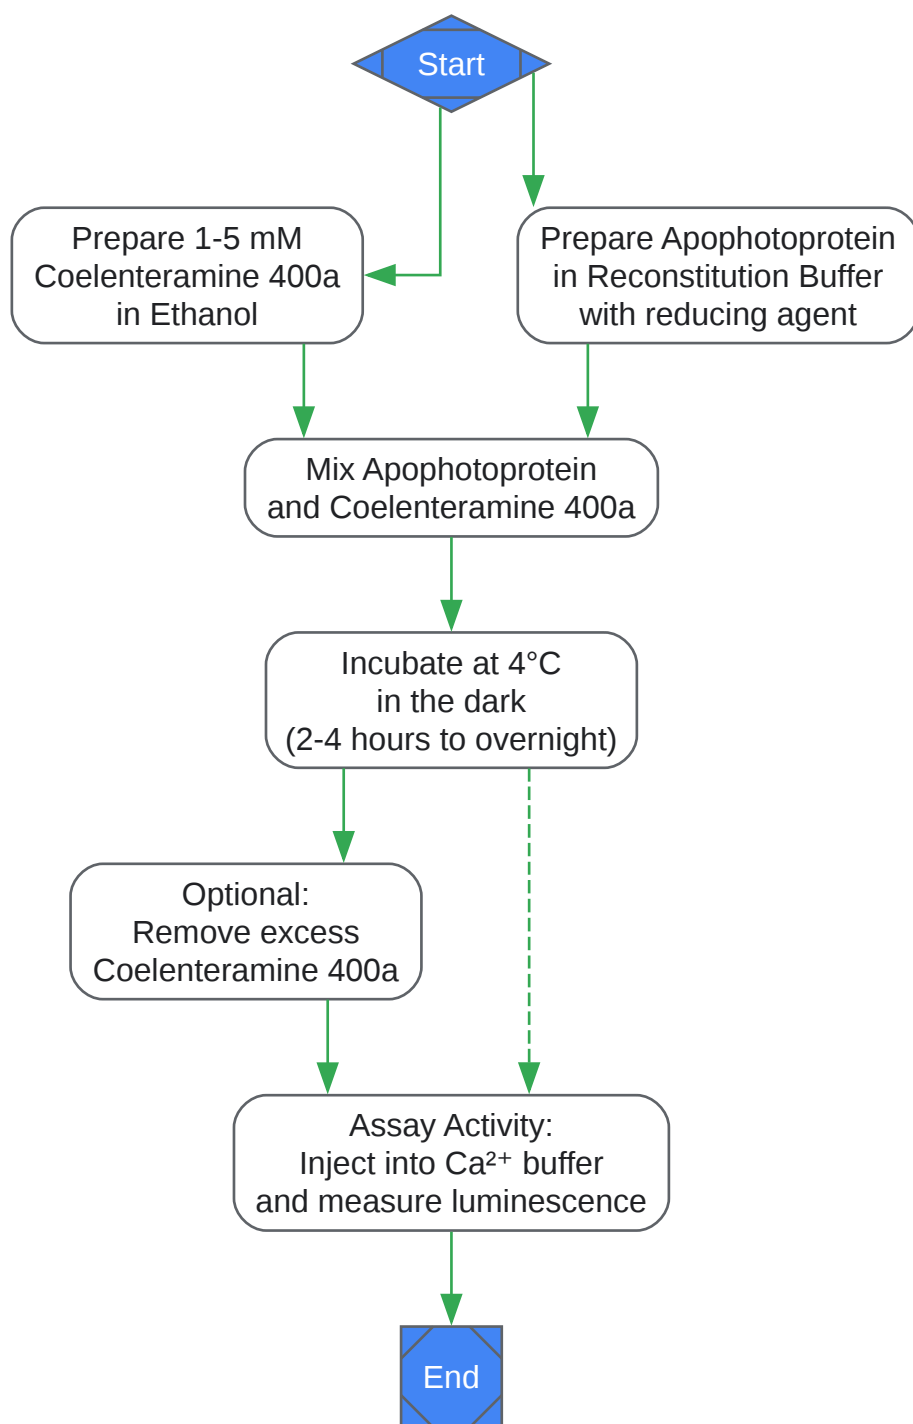 Start
Prepare 1-5 mM
Coelenteramine 400a
in Ethanol
Prepare Apophotoprotein
in Reconstitution Buffer
with reducing agent
Mix Apophotoprotein
and Coelenteramine 400a
Incubate at 4°C
in the dark
(2-4 hours to overnight)
Optional:
Remove excess
Coelenteramine 400a
Assay Activity:
Inject into Ca²⁺ buffer
and measure luminescence
End